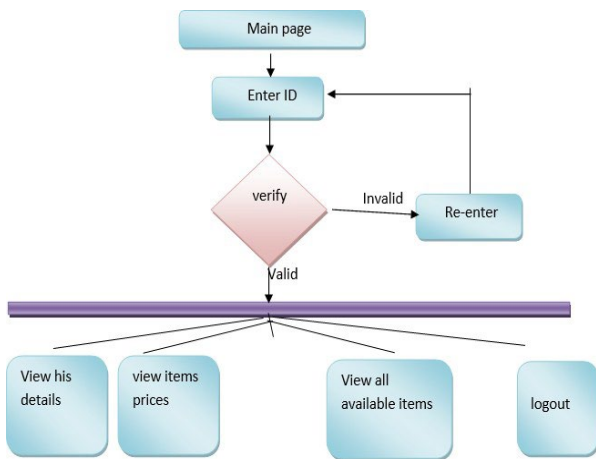 Main page
Enter ID
verify
Invalid
Re-enter
Valid
View his
details
view items
prices
View all
available items
logout